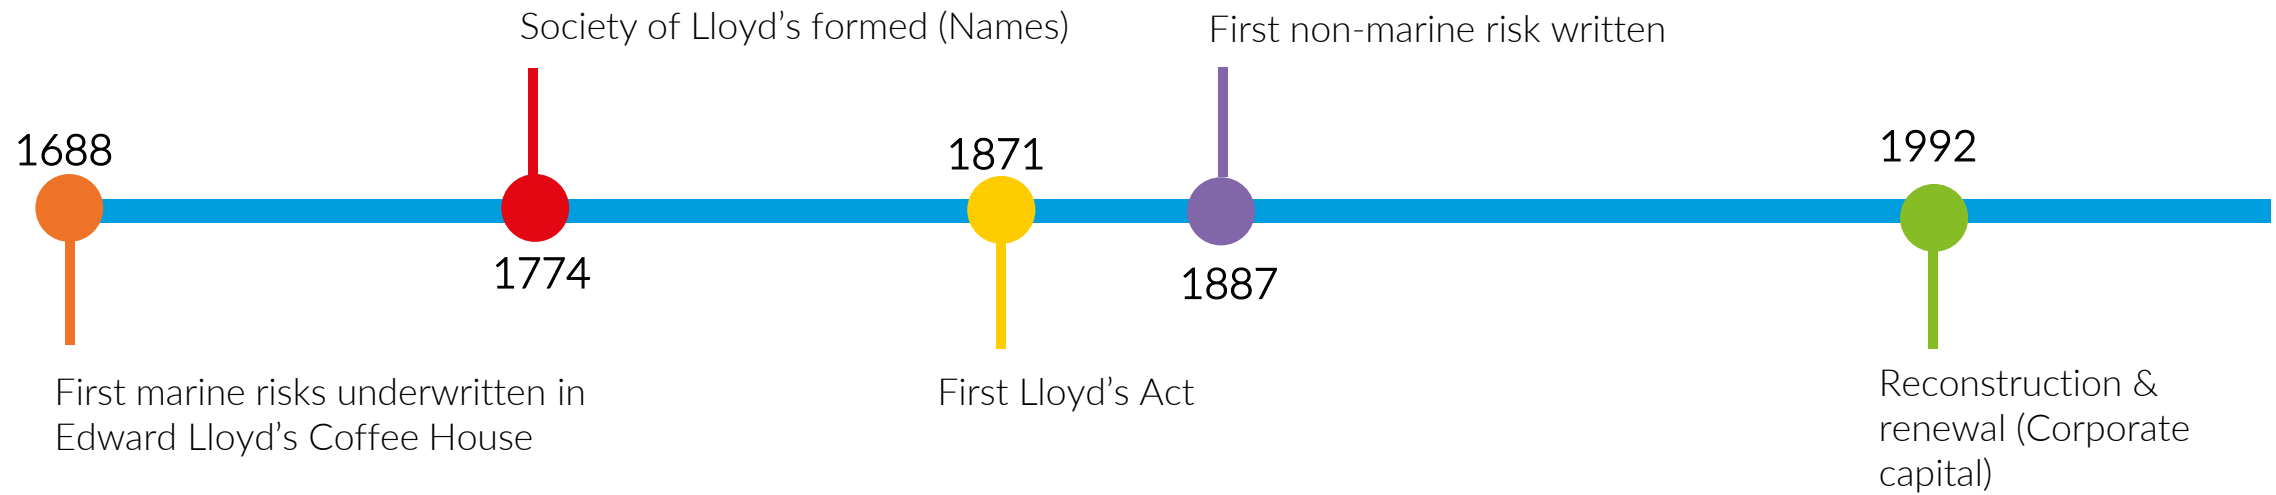 1688
First marine risks underwritten in
Edward Lloyd’s Coffee House
Society of Lloyd’s formed (Names)
1774
1871
First Lloyd’s Act
First non-marine risk written
1887
1992
Reconstruction &
renewal (Corporate
capital)